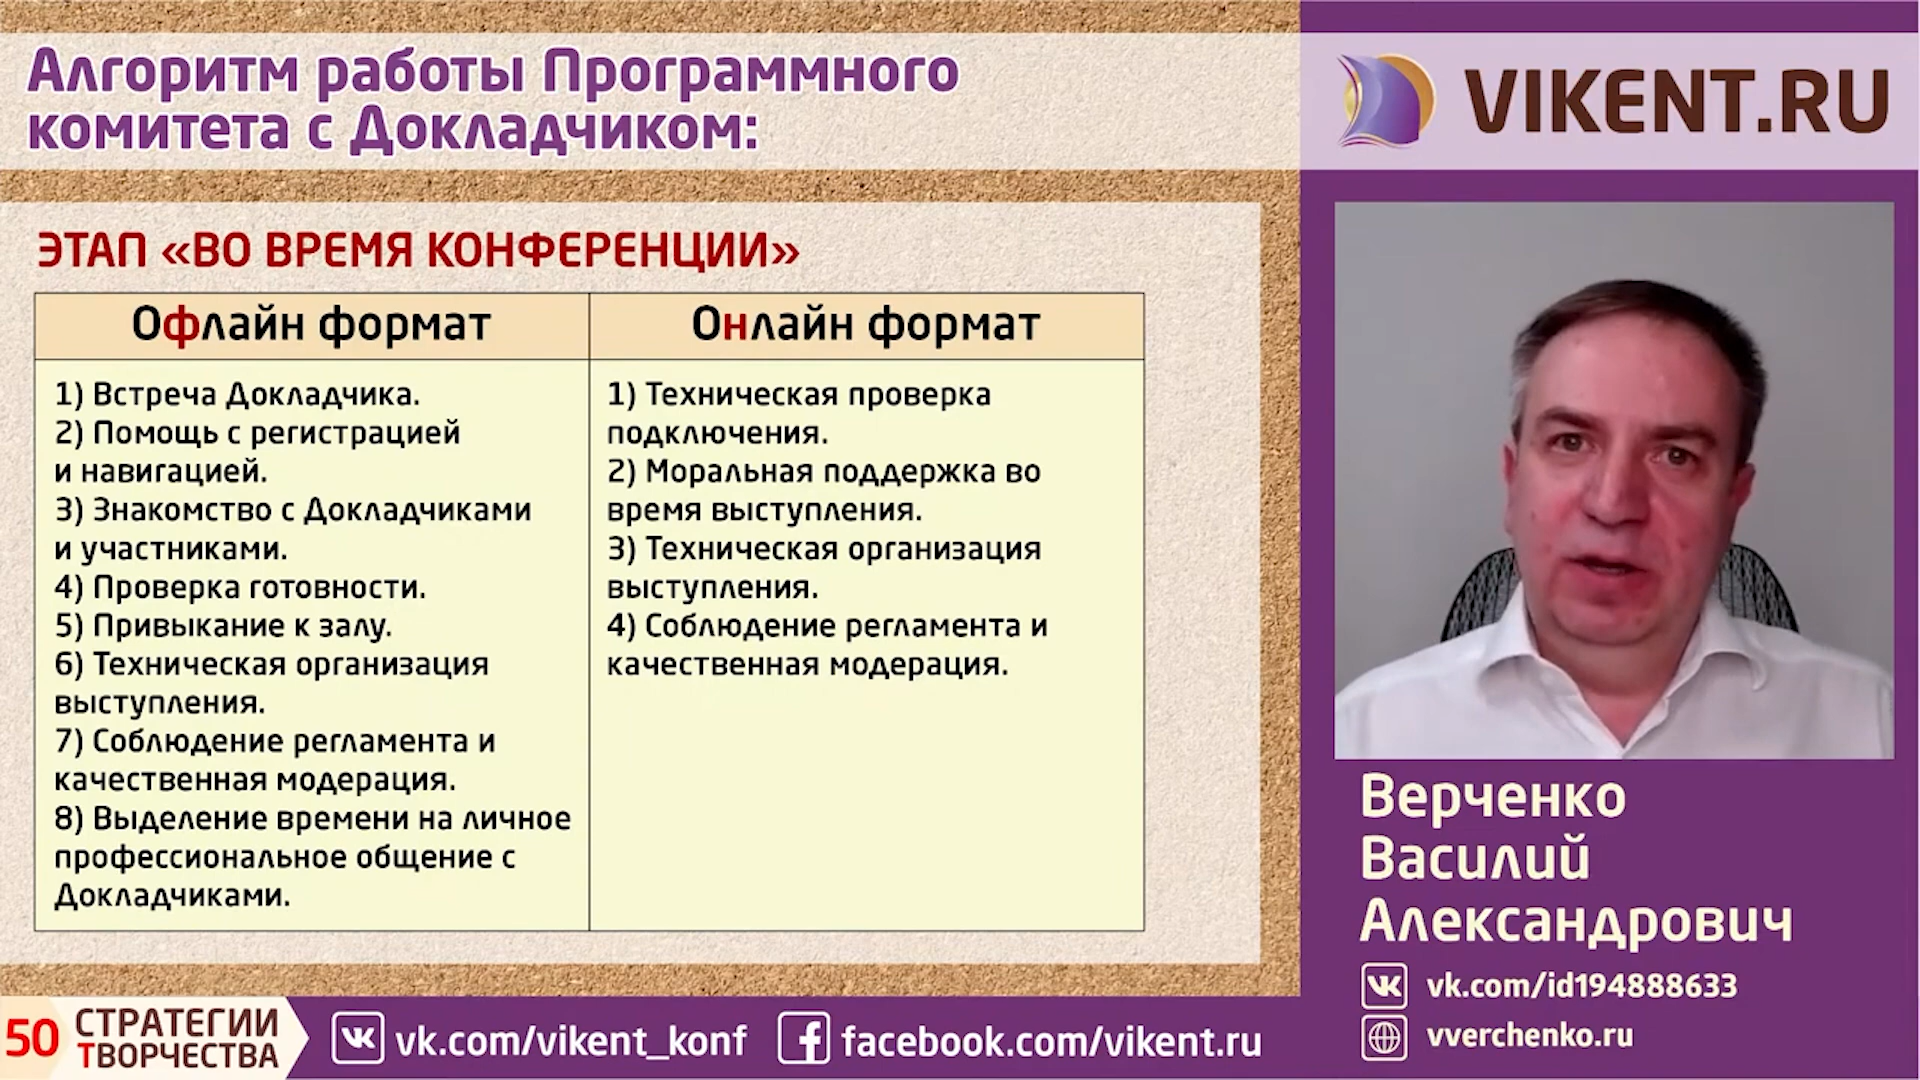 Алгоритм работы Программного
комитета с Докладчиком:
VIKENT.RU
ЭТАП «ВО ВРЕМЯ КОНФЕРЕНЦИИ»
Офлайн формат
1) Встреча Докладчика.
2) Помощь с регистрацией
и навигацией.
3) Знакомство с Докладчиками
и участниками.
4) Проверка готовности.
5) Привыкание к залу.
6) Техническая организация
выступления.
7) Соблюдение регламента и
качественная модерация.
8) Выделение времени на личное
профессиональное общение с
Докладчиками.
Онлайн формат
1) Техническая проверка
подключения.
2) Моральная поддержка во
время выступления.
3) Техническая организация
выступления.
4) Соблюдение регламента и
качественная модерация.
Верченко
Василий
Александрович
vk.com/id194888633
vverchenko.ru
50 СТРАТЕГИИ
ТВОРЧЕСТВА
vk.com/vikent_konf
facebook.com/vikent.ru